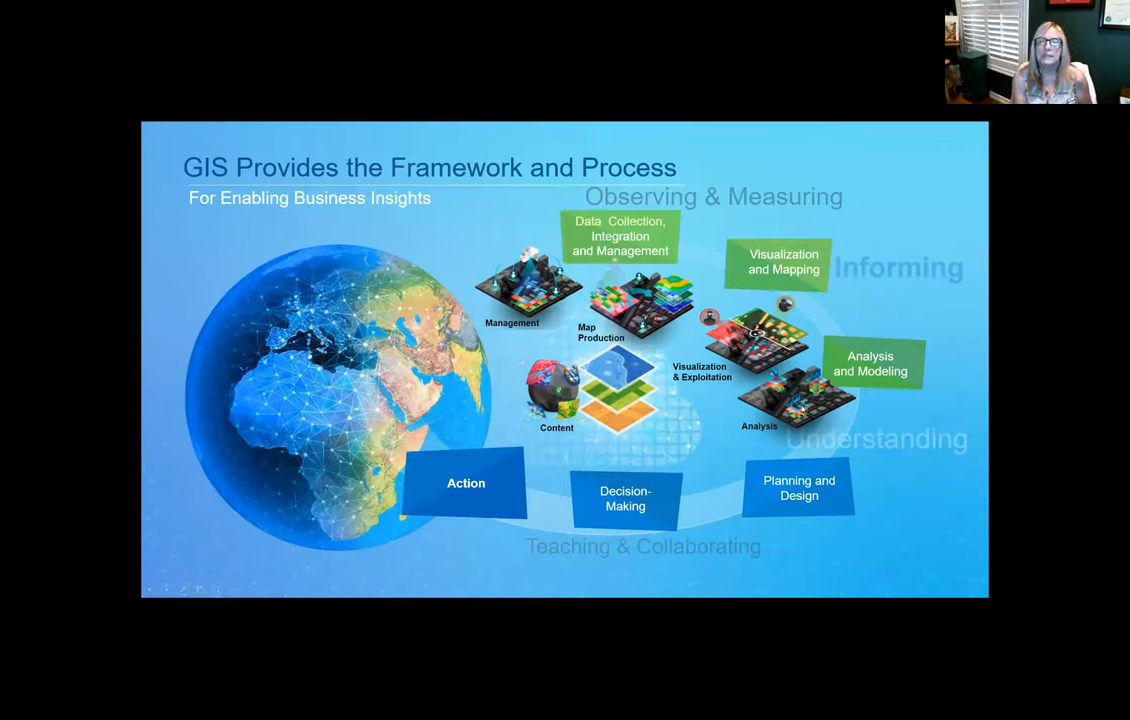 GIS Provides the Framework and Process
For Enabling Business Insights
Observing & Measuring
Data Collection,
Integration
and Management
Visualization
and Mapping
Informing
Management
Map
Production
Visualization
& Exploitation
Analysis
and Modeling
Content
Analysis
Understanding
Action
Decision-
Making
Planning and
Design
Teaching & Collaborating